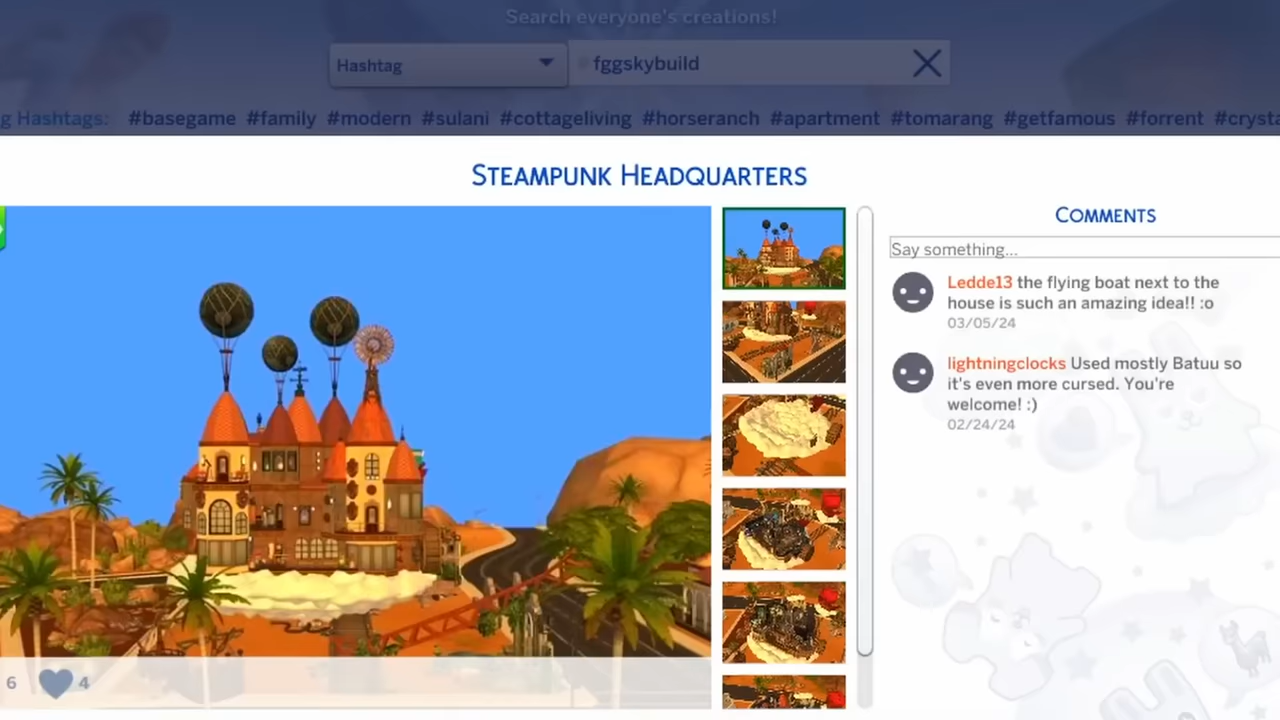 Search everyone's creations!
Hashtag
fggskybuild
g Hashtags: #basegame #family #modern #sulani #cottageliving #horseranch #apartment #tomarang #getfamous #forrent #crysta
Steampunk Headquarters
Comments
Say something...
Ledde13 the flying boat next to the
house is such an amazing idea!! :o
03/05/24
lightningclocks Used mostly Batuu so
it's even more cursed. You're
welcome! :)
02/24/24
6
4